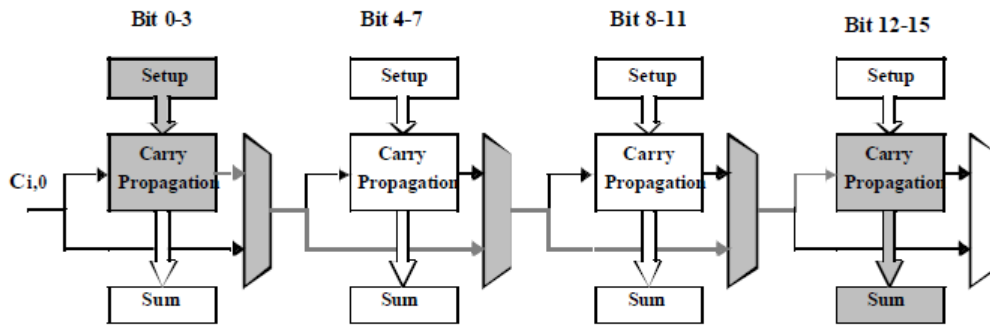 Bit 0-3
Bit 4-7
Bit 8-11
Bit 12-15
Setup
Setup
Setup
Setup
Carry
Propagation
Carry
Propagation
Carry
Propagation
Carry
Propagation
Ci,0
Sum
Sum
Sum
Sum